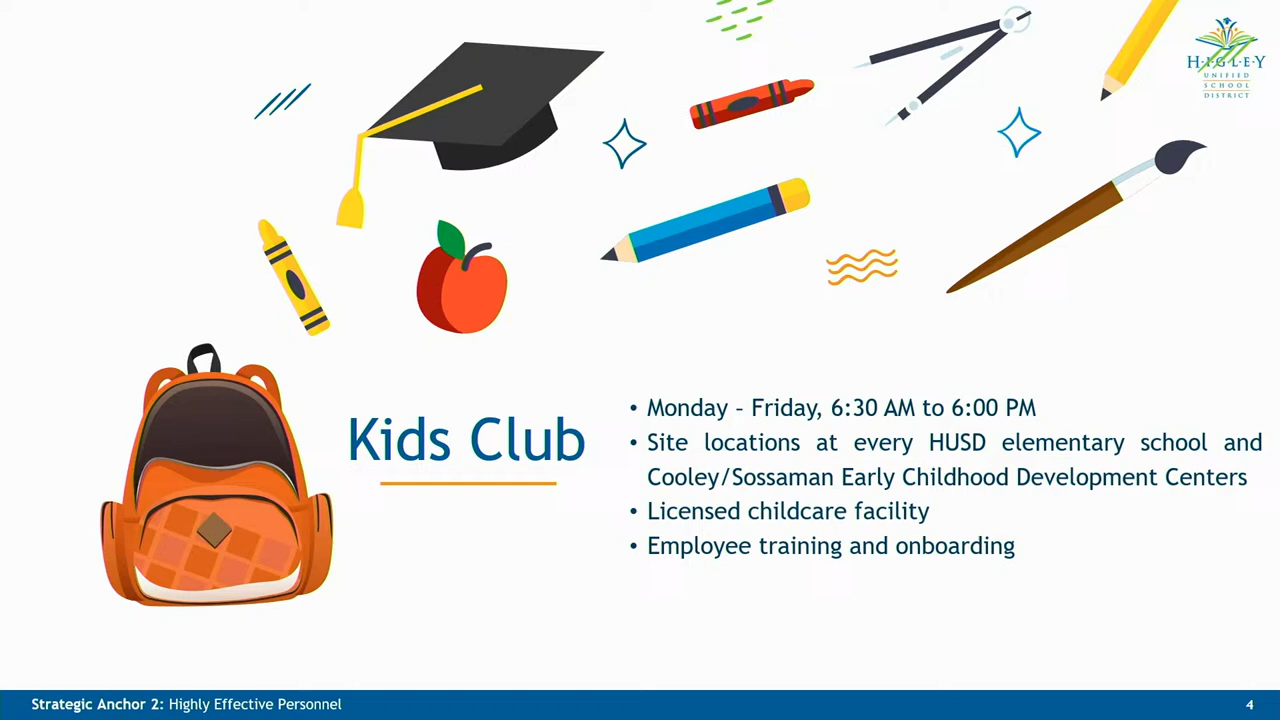 HIGLEY
UNIFIED
SCHOOL
DISTRICT
Kids Club
• Monday – Friday, 6:30 AM to 6:00 PM
• Site locations at every HUSD elementary school and
Cooley/Sossaman Early Childhood Development Centers
• Licensed childcare facility
• Employee training and onboarding
Strategic Anchor 2: Highly Effective Personnel
4